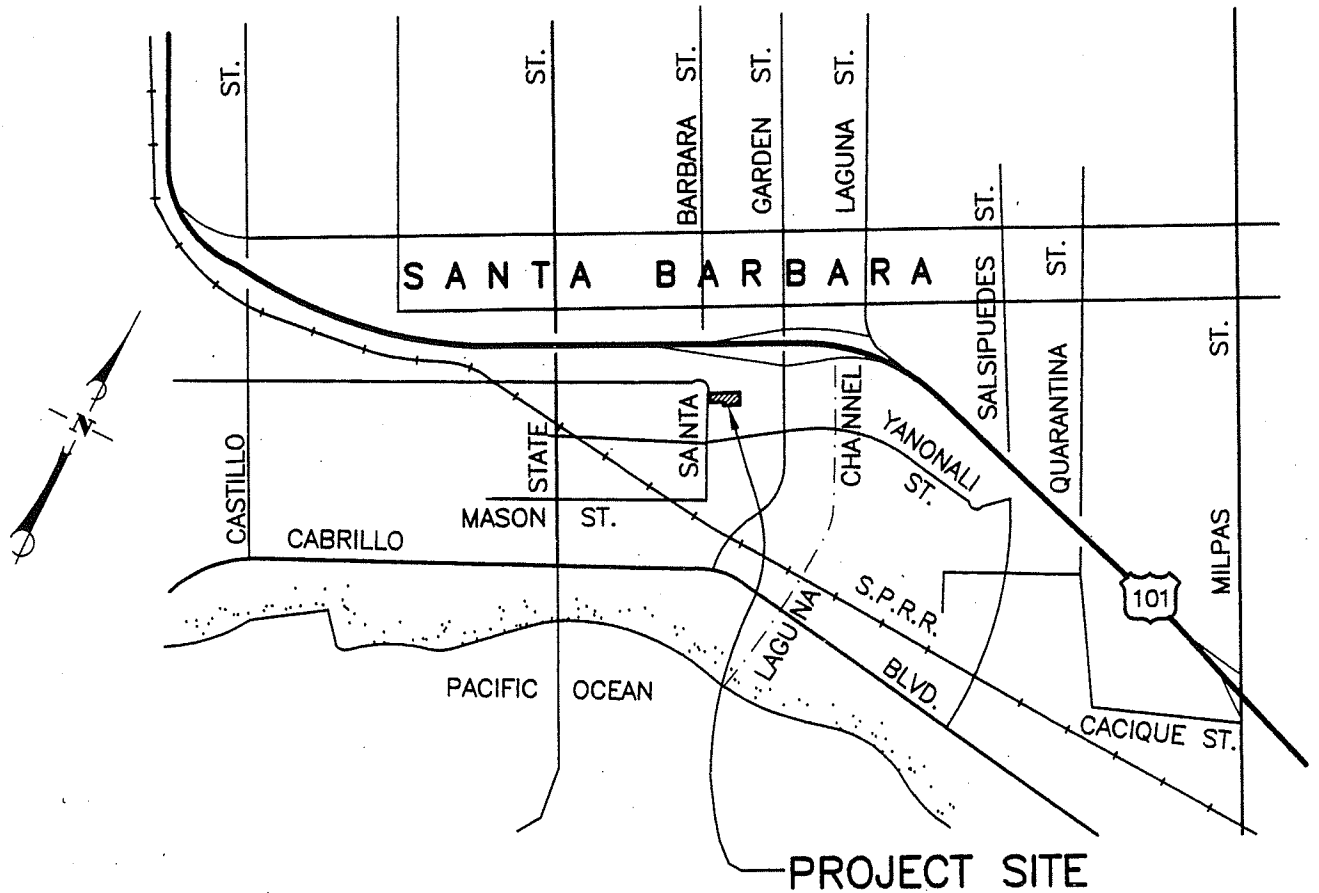 ST.
ST.
BARBARA ST.
GARDEN ST.
LAGUNA ST.
SALSIPUEDES ST.
QUARANTINA ST.
MILPAS ST.
SANTA BARBARA
N
CASTILLO
STATE
SANTA
CHANNEL
YANONALI
ST.
MASON ST.
CABRILLO
101
S.P.R.R.
LAGUNA
BLVD.
PACIFIC OCEAN
CACIQUE ST.
PROJECT SITE